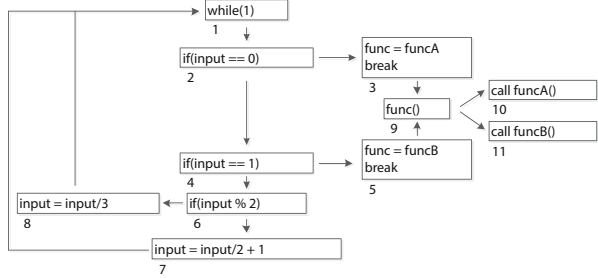 while(1)
1
if(input == 0)
2
func = funcA
break
3
func()
9
call funcA()
10
call funcB()
11
if(input == 1)
4
func = funcB
break
5
input = input/3
8
if(input % 2)
6
input = input/2 + 1
7